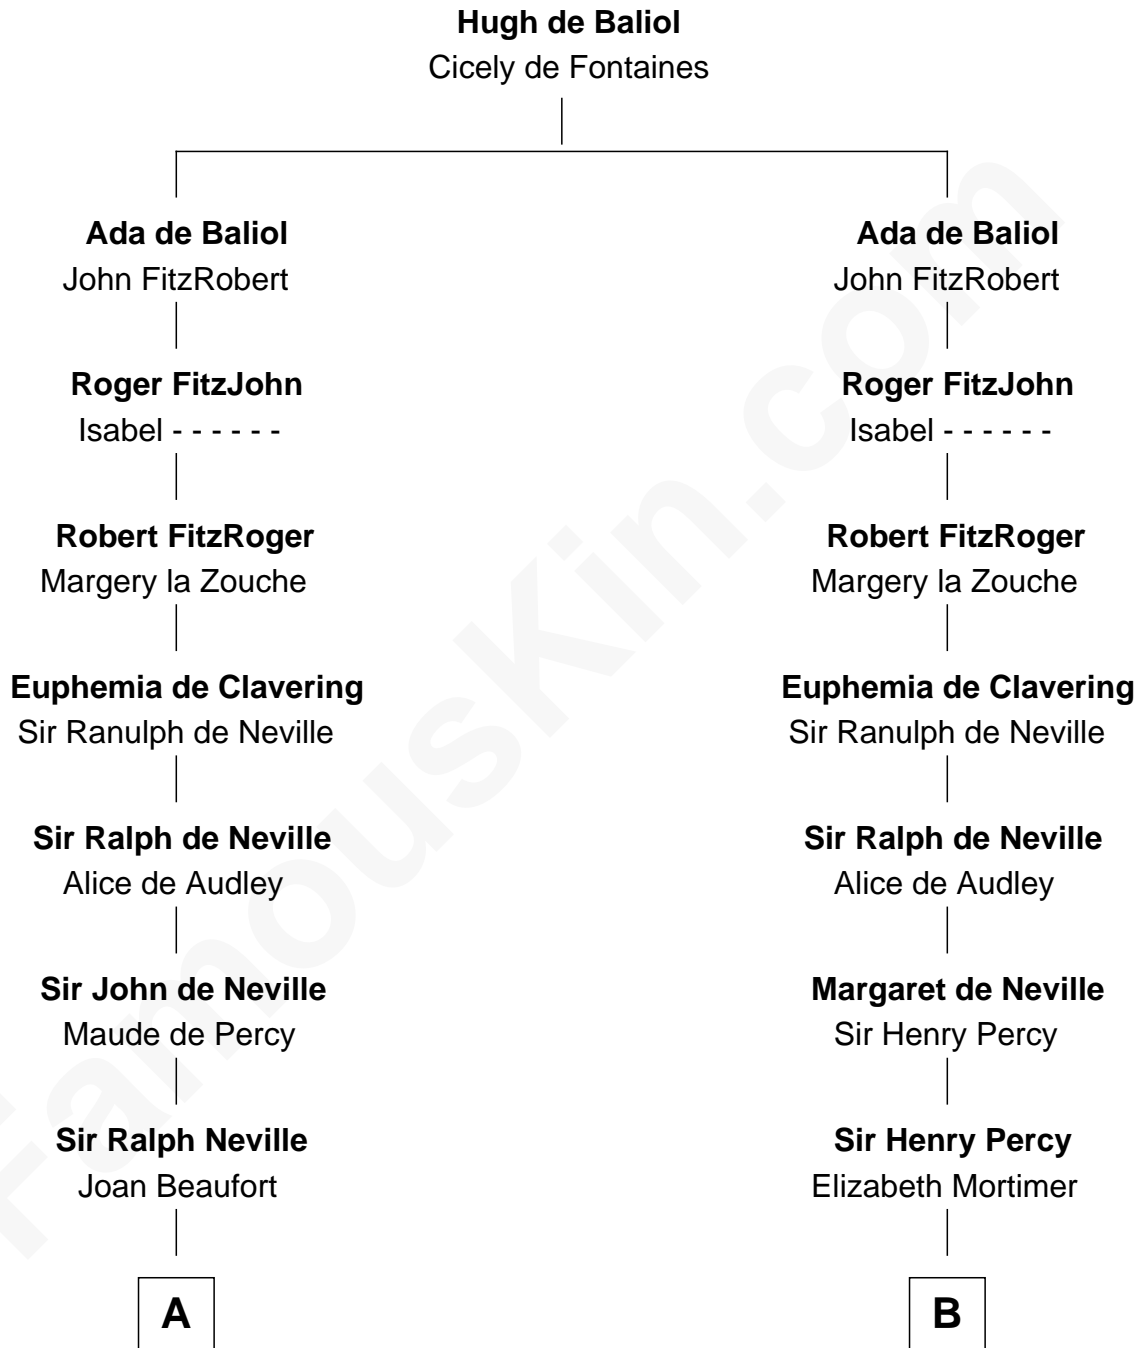 Hugh de Baliol
Cicely de Fontaines
Ada de Baliol
John FitzRobert
Ada de Baliol
John FitzRobert
Roger FitzJohn
Isabel - - - - - -
Roger FitzJohn
Isabel - - - - - -
Robert FitzRoger
Margery la Zouche
Robert FitzRoger
Margery la Zouche
Euphemia de Clavering
Sir Ranulph de Neville
Euphemia de Clavering
Sir Ranulph de Neville
Sir Ralph de Neville
Alice de Audley
Sir Ralph de Neville
Alice de Audley
Sir John de Neville
Maude de Percy
Margaret de Neville
Sir Henry Percy
Sir Ralph Neville
Joan Beaufort
Sir Henry Percy
Elizabeth Mortimer
A
B
FamousKin.com